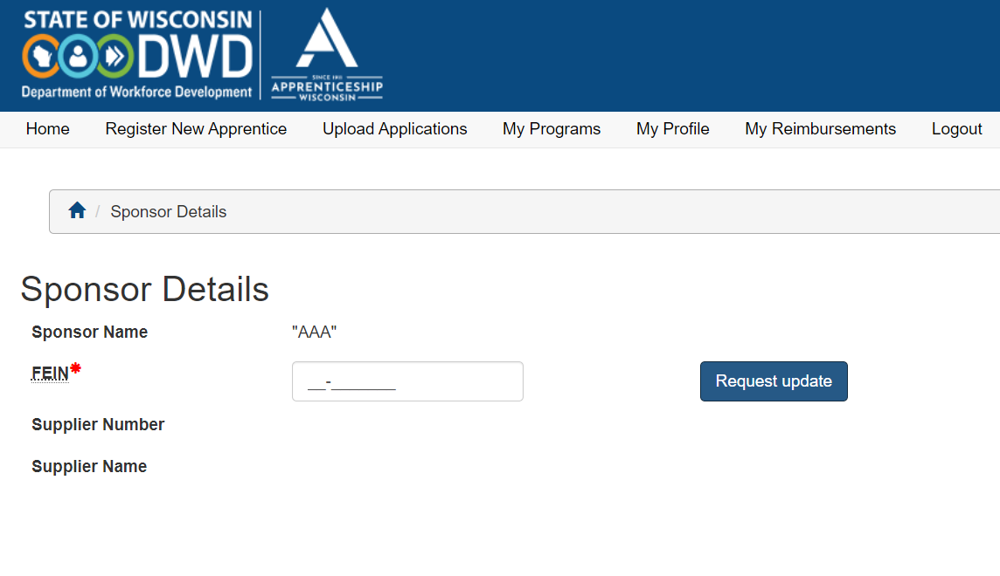 STATE OF WISCONSIN
DWD
Department of Workforce Development
SINCE 1911
APPRENTICESHIP
WISCONSIN
Home Register New Apprentice Upload Applications My Programs My Profile My Reimbursements Logout
/ Sponsor Details
Sponsor Details
Sponsor Name "AAA"
FEIN* __-_______ Request update
Supplier Number
Supplier Name